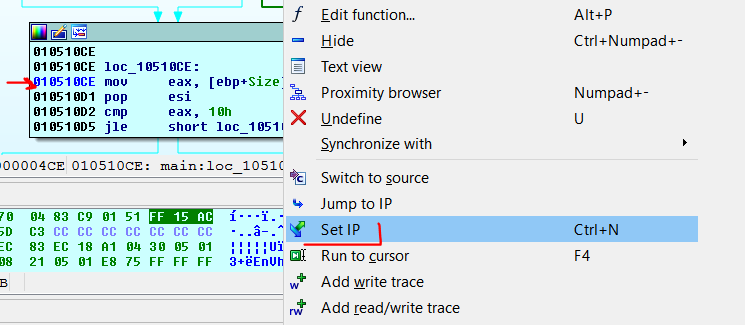 010510CE
010510CE loc_10510CE:
010510CE mov eax, [ebp+Size]
010510D1 pop esi
010510D2 cmp eax, 10h
010510D5 jle short loc_1051
000004CE 010510CE: main:loc_1051
70 04 83 C9 01 51 FF 15 AC
5D C3 CC CC CC CC CC CC CC
EC 83 EC 18 A1 04 30 05 01
08 21 05 01 E8 75 FF FF FF
B
Edit function... Alt+P
Hide Ctrl+Numpad+-
Text view
Proximity browser Numpad+-
Undefine U
Synchronize with
Switch to source
Jump to IP
Set IP Ctrl+N
Run to cursor F4
Add write trace
Add read/write trace